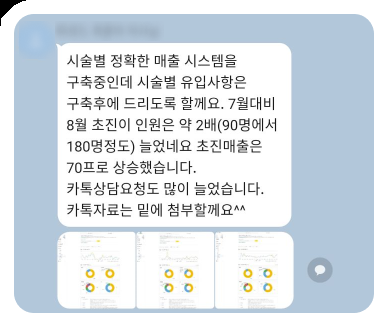 시술별 정확한 매출 시스템을
구축중인데 시술별 유입사항은
구축후에 드리도록 할께요. 7월대비
8월 초진이 인원은 약 2배(90명에서
180명정도) 늘었네요 초진매출은
70프로 상승했습니다.
카톡상담요청도 많이 늘었습니다.
카톡자료는 밑에 첨부할께요^^